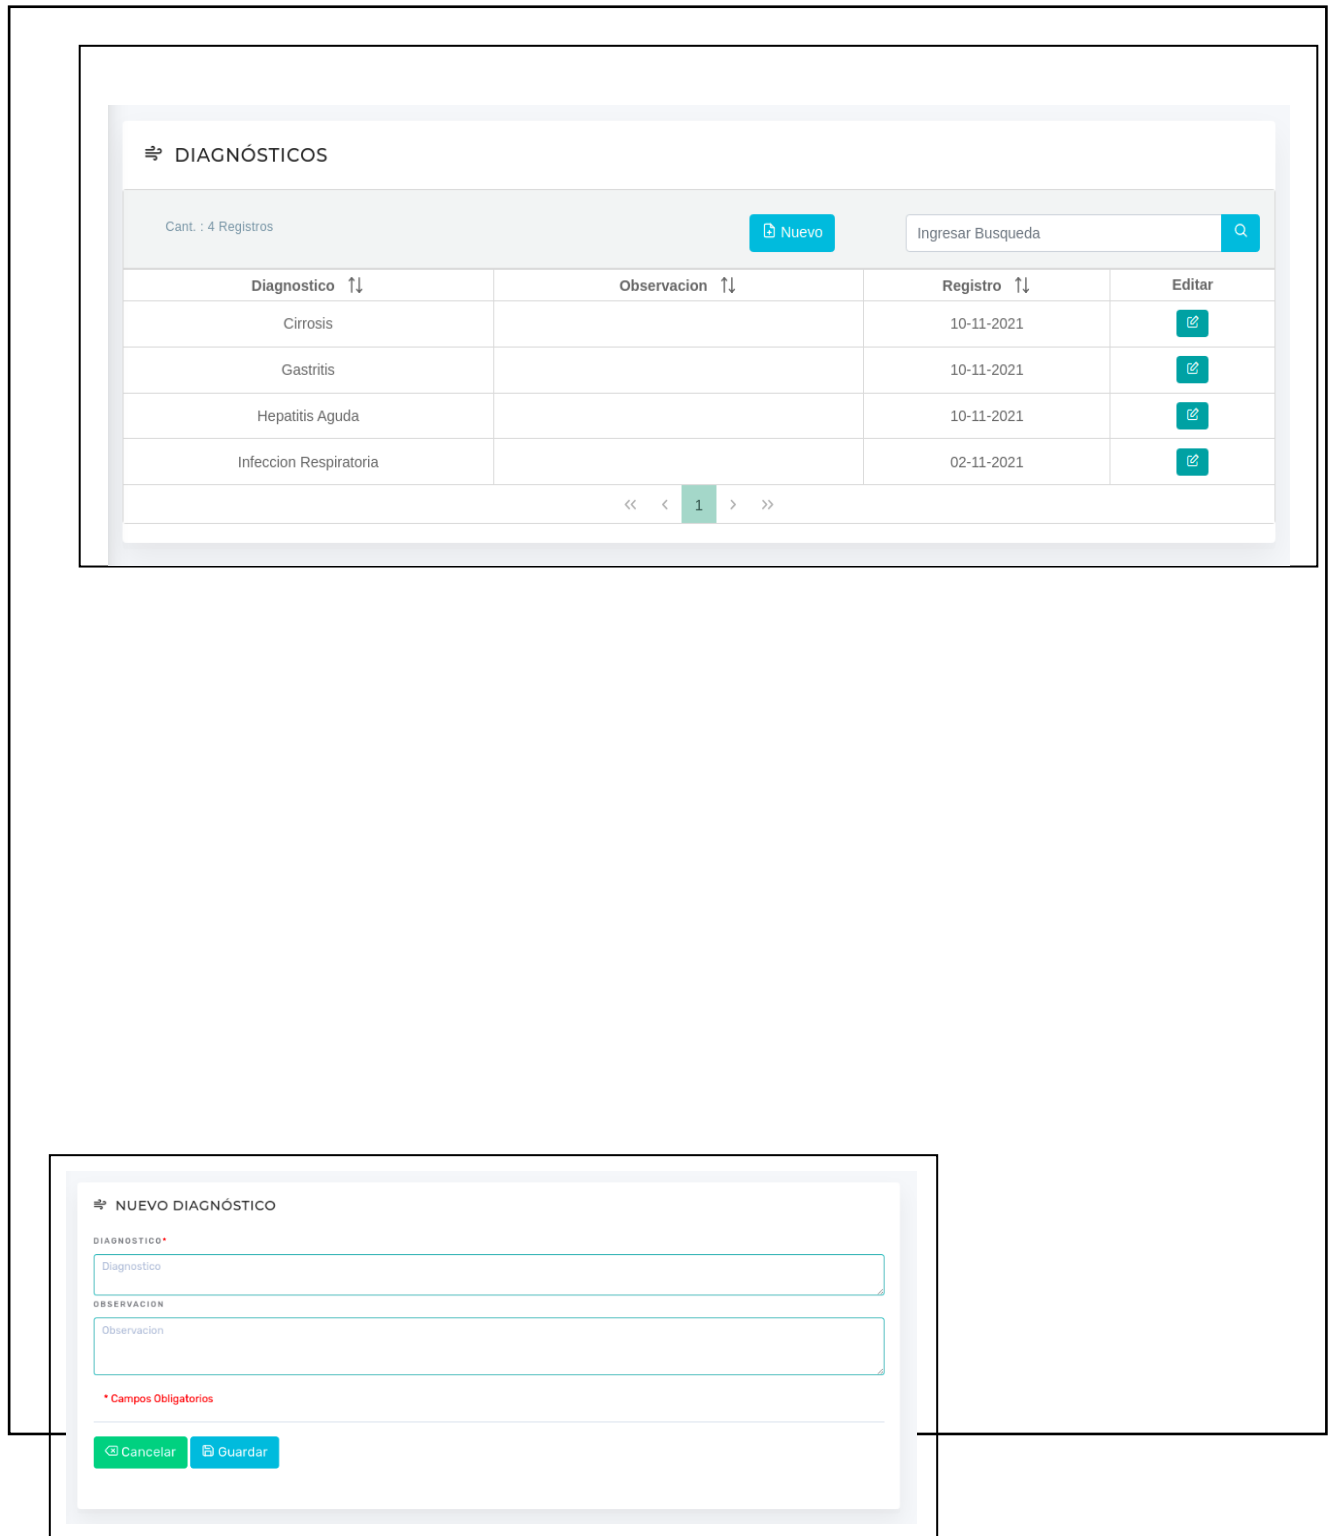 DIAGNÓSTICOS
Cant. : 4 Registros Nuevo Ingresar Busqueda
Diagnostico Observacion Registro Editar
Cirrosis 10-11-2021
Gastritis 10-11-2021
Hepatitis Aguda 10-11-2021
Infeccion Respiratoria 02-11-2021
« ‹ 1 › »
NUEVO DIAGNÓSTICO
DIAGNOSTICO*
Diagnostico
OBSERVACION
Observacion
* Campos Obligatorios
Cancelar Guardar